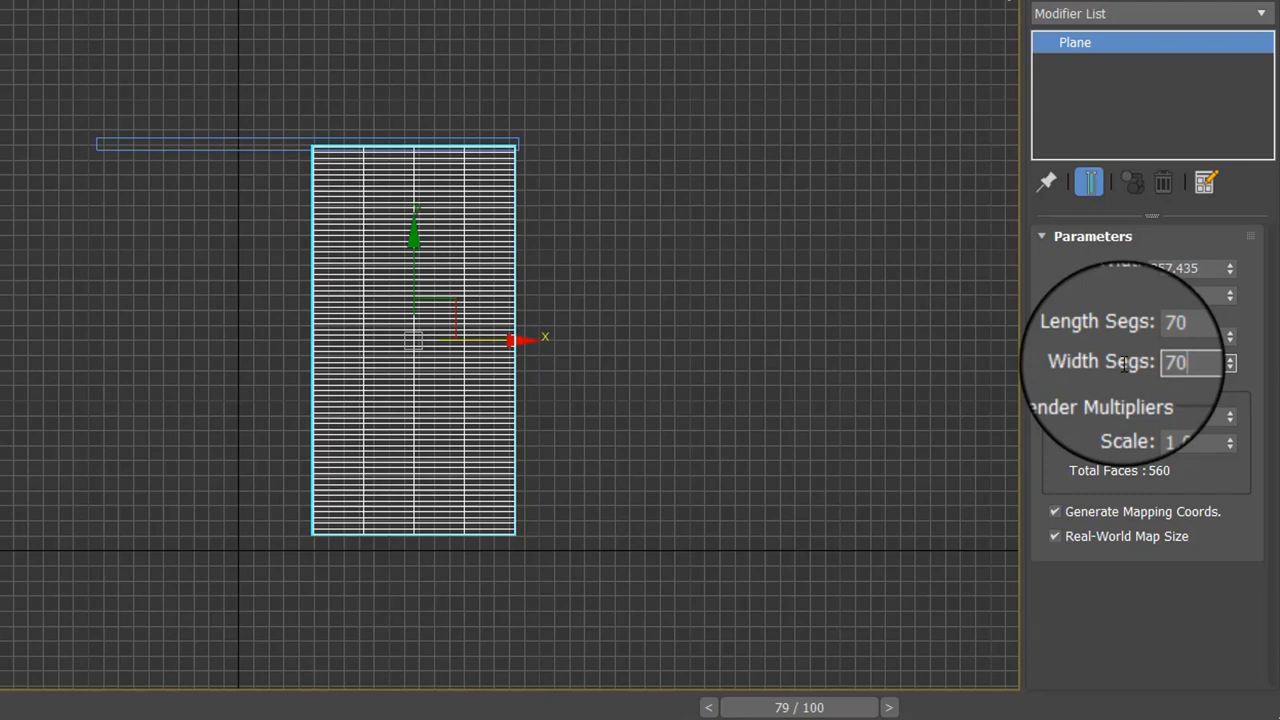 Modifier List
Plane
Parameters
57.435
Length Segs: 70
Width Segs: 70
ender Multipliers
Scale: 1.
Total Faces : 560
Generate Mapping Coords.
Real-World Map Size
x
< 79 / 100 >